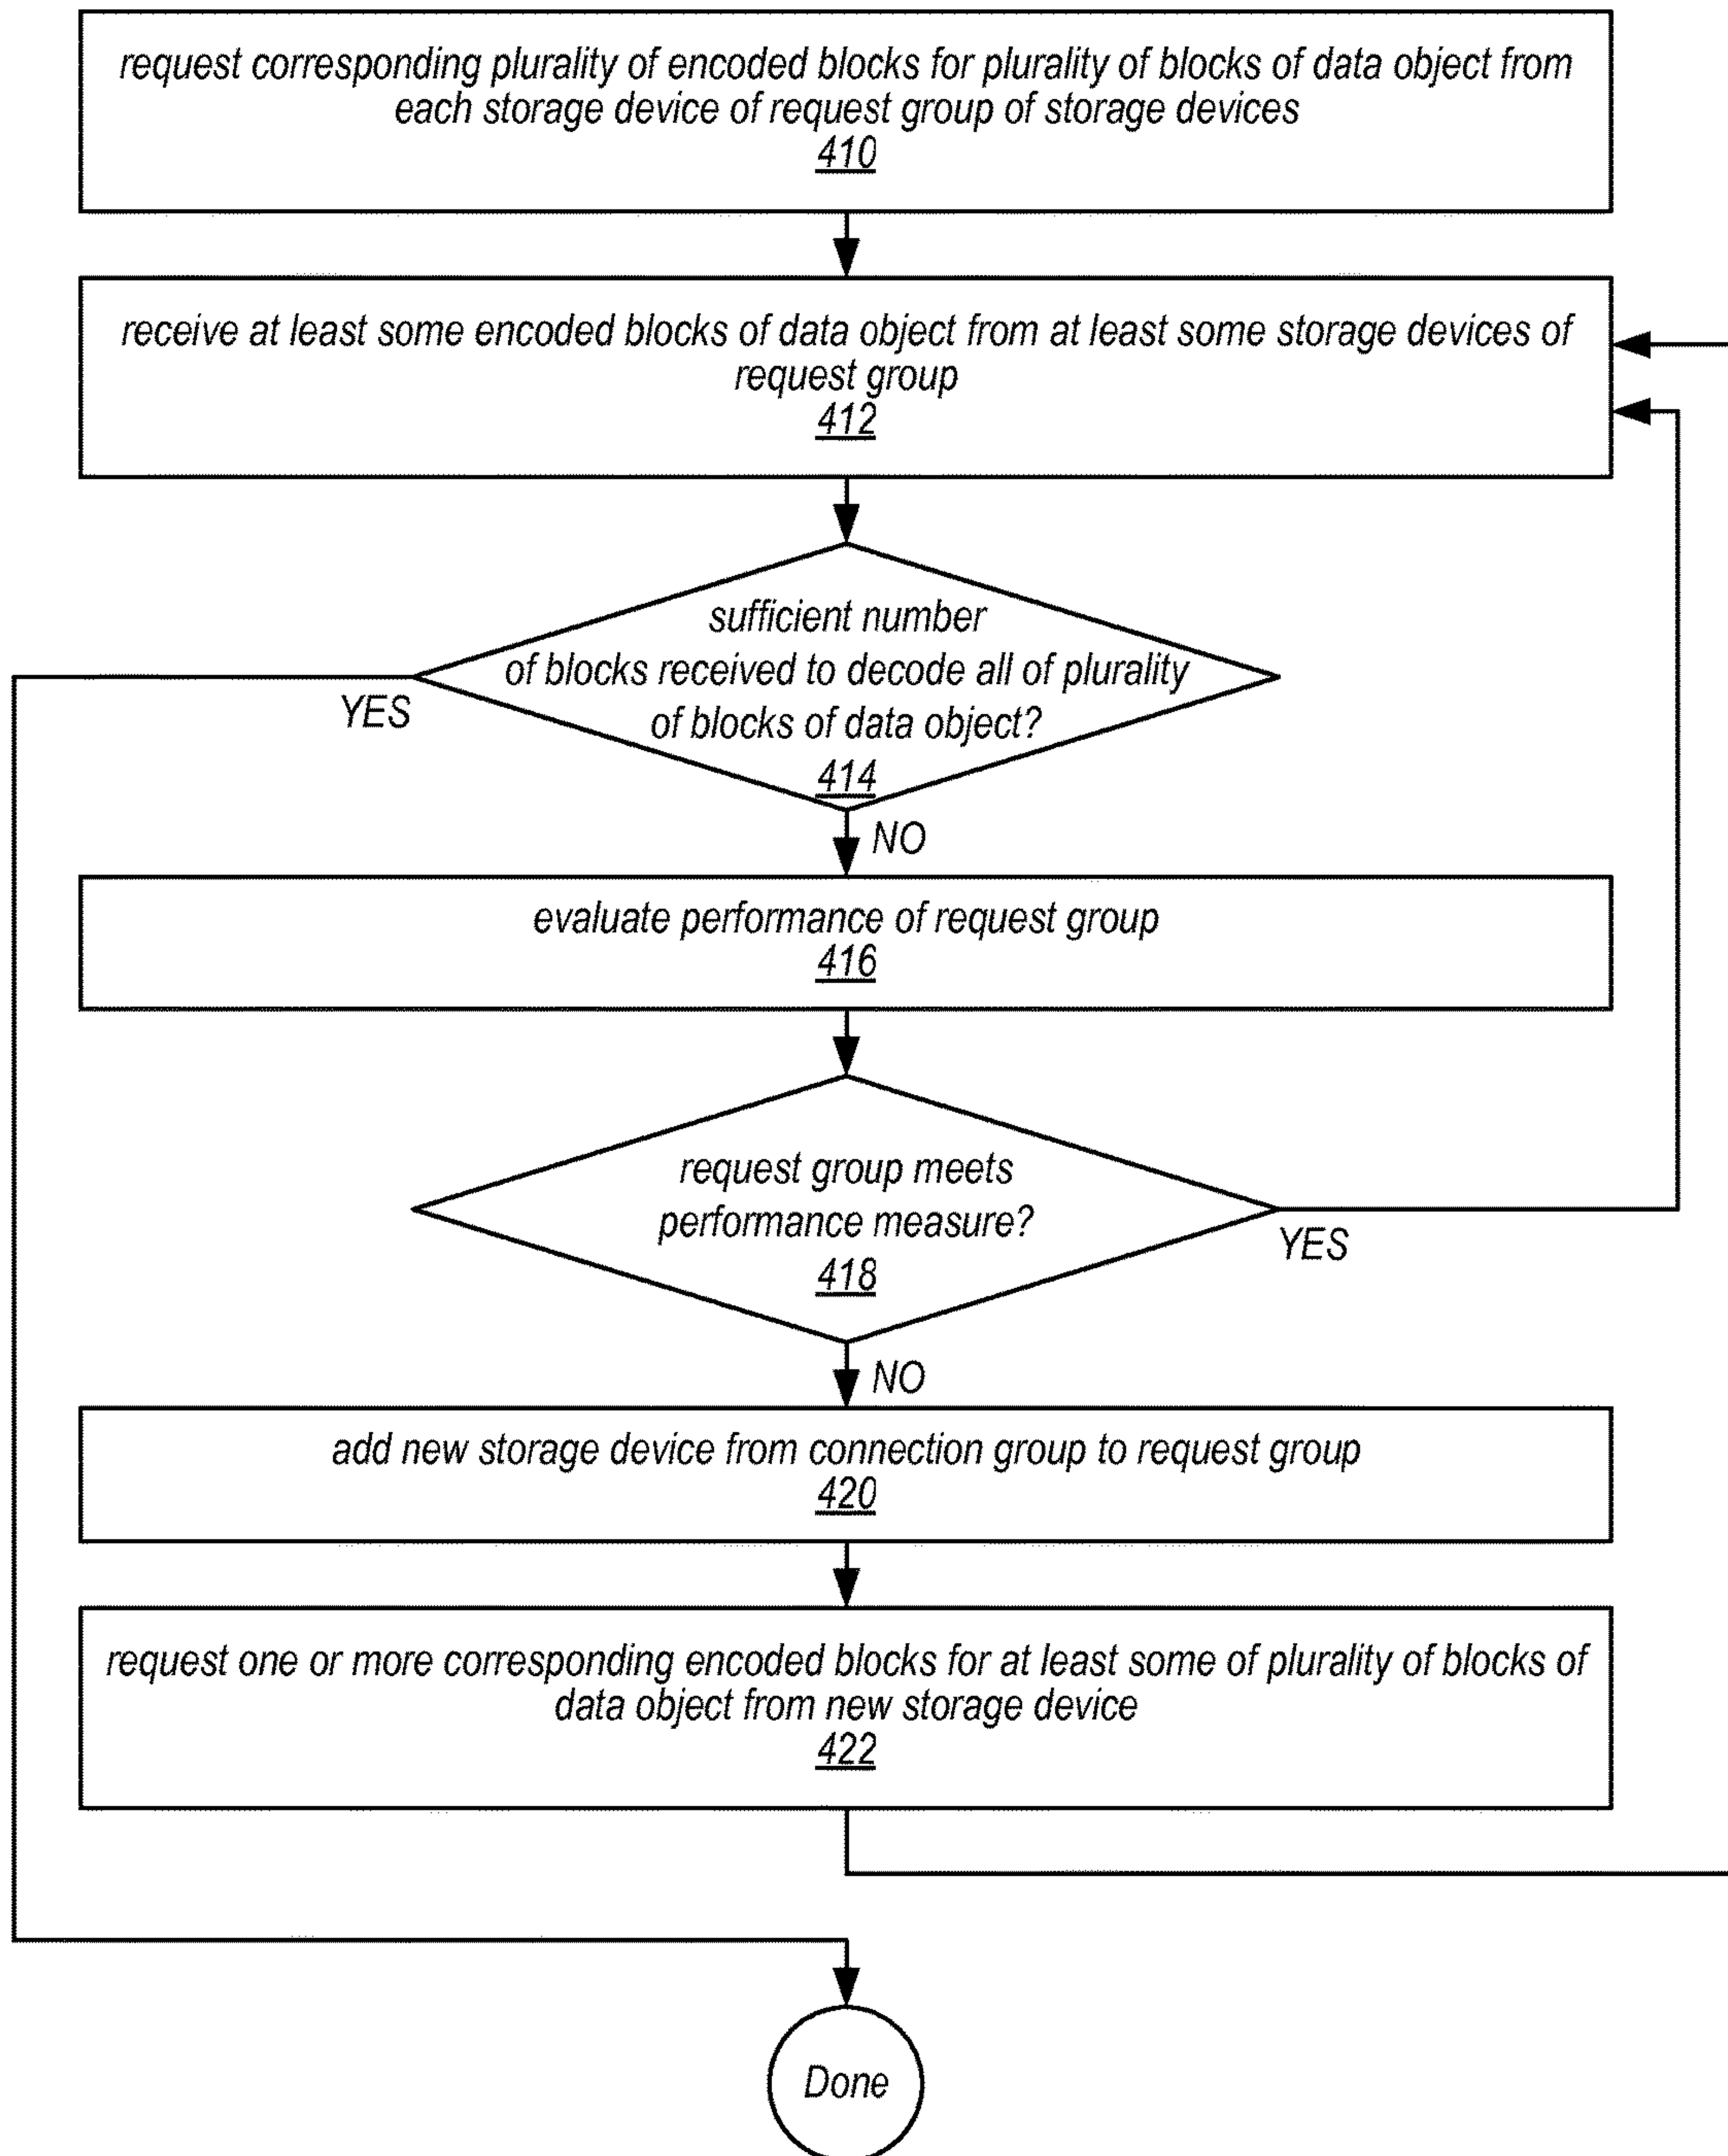 request corresponding plurality of encoded blocks for plurality of blocks of data object from
each storage device of request group of storage devices
410
receive at least some encoded blocks of data object from at least some storage devices of
request group
412
sufficient number
of blocks received to decode all of plurality
of blocks of data object?
414
YES
NO
evaluate performance of request group
416
request group meets
performance measure?
418
YES
NO
add new storage device from connection group to request group
420
request one or more corresponding encoded blocks for at least some of plurality of blocks of
data object from new storage device
422
Done